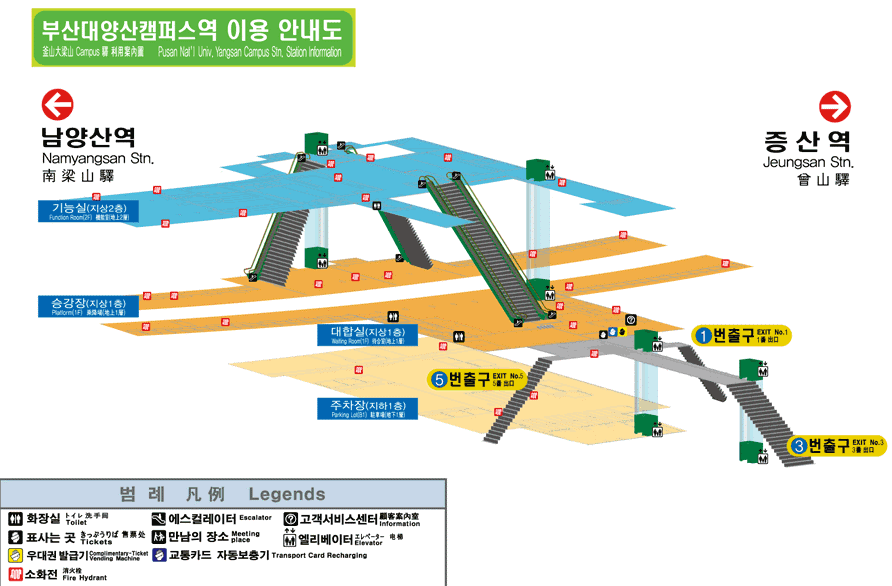 부산대양산캠퍼스역 이용 안내도
釜山大梁山 Campus 驛 利用案內圖 Pusan Nat'l Univ, Yangsan Campus Stn, Station Information
남양산역
Namyangsan Stn.
南梁山驛
증산역
Jeungsan Stn.
曾山驛
기능실(지상2층)
Function Room(2F) 機能室(地上2層)
승강장(지상1층)
Platform(1F) 乘降場(地上1層)
대합실(지상1층)
Waiting Room(1F) 待合室(地上1層)
주차장(지하1층)
Parking Lot(B1) 駐車場(地下1層)
1 번출구 EXIT No.1
1番 出口
5 번출구 EXIT No.5
5番 出口
3 번출구 EXIT No.3
3番 出口
범 례 凡 例 Legends
화장실 トイレ 洗手间
Toilet
에스컬레이터 Escalator
고객서비스센터 顧客案內室
Information
표사는 곳 きっぷうりば 售票处
Tickets
만남의 장소 Meeting place
엘리베이터 エレベーター 电梯
Elevator
우대권 발급기 Complimentary-Ticket
Vending Machine
교통카드 자동보충기 Transport Card Recharging
소화전 消火栓
Fire Hydrant